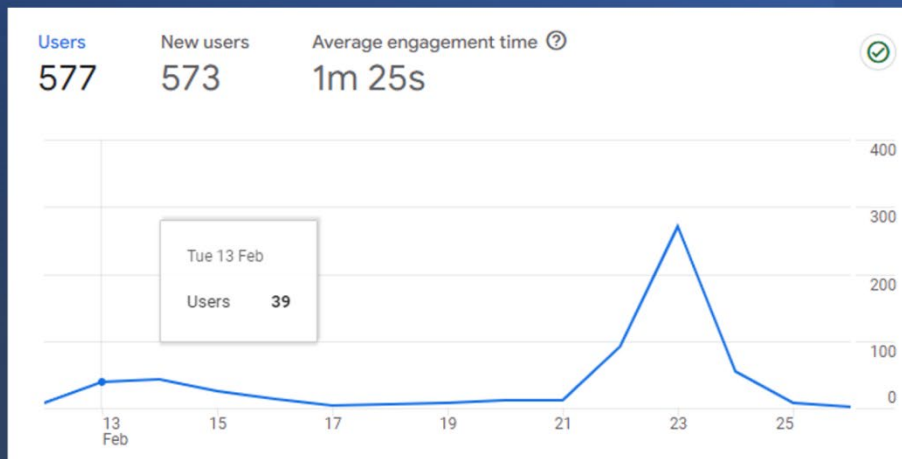 Users New users Average engagement time
577 573 1m 25s
400
300
Tue 13 Feb
200
Users 39
100
0
13 15 17 19 21 23 25
Feb